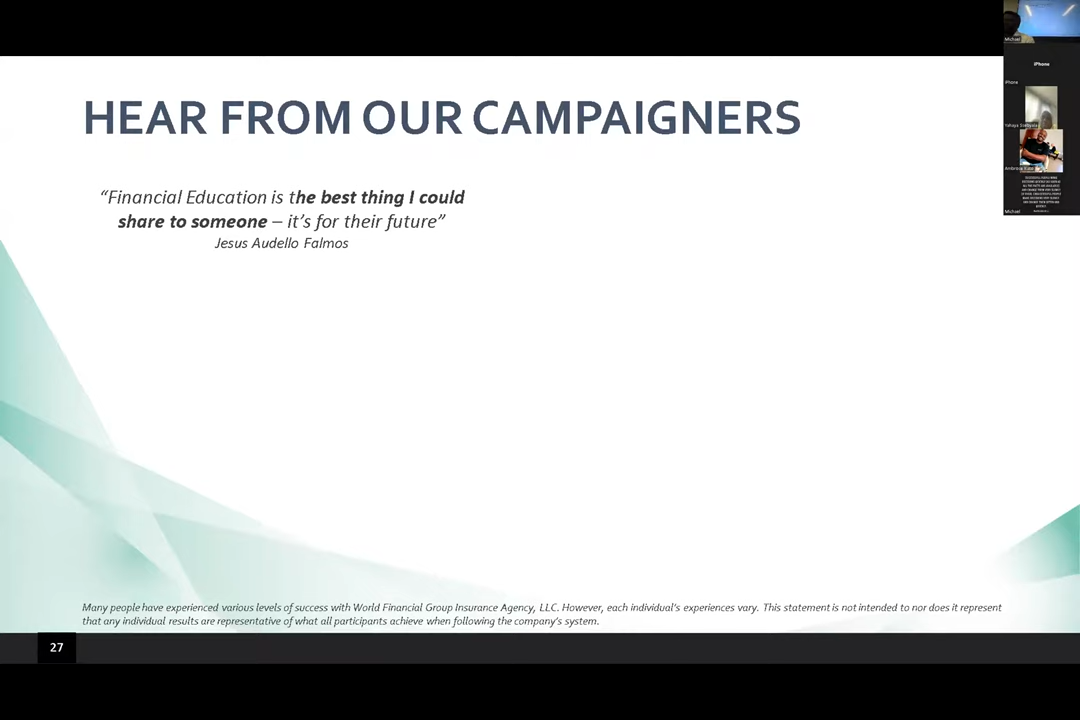 HEAR FROM OUR CAMPAIGNERS
“Financial Education is the best thing I could
share to someone – it’s for their future”
Jesus Audello Falmos
Many people have experienced various levels of success with World Financial Group Insurance Agency, LLC. However, each individual’s experiences vary. This statement is not intended to nor does it represent
that any individual results are representative of what all participants achieve when following the company’s system.
27
Michael
iPhone
iPhone
Michael